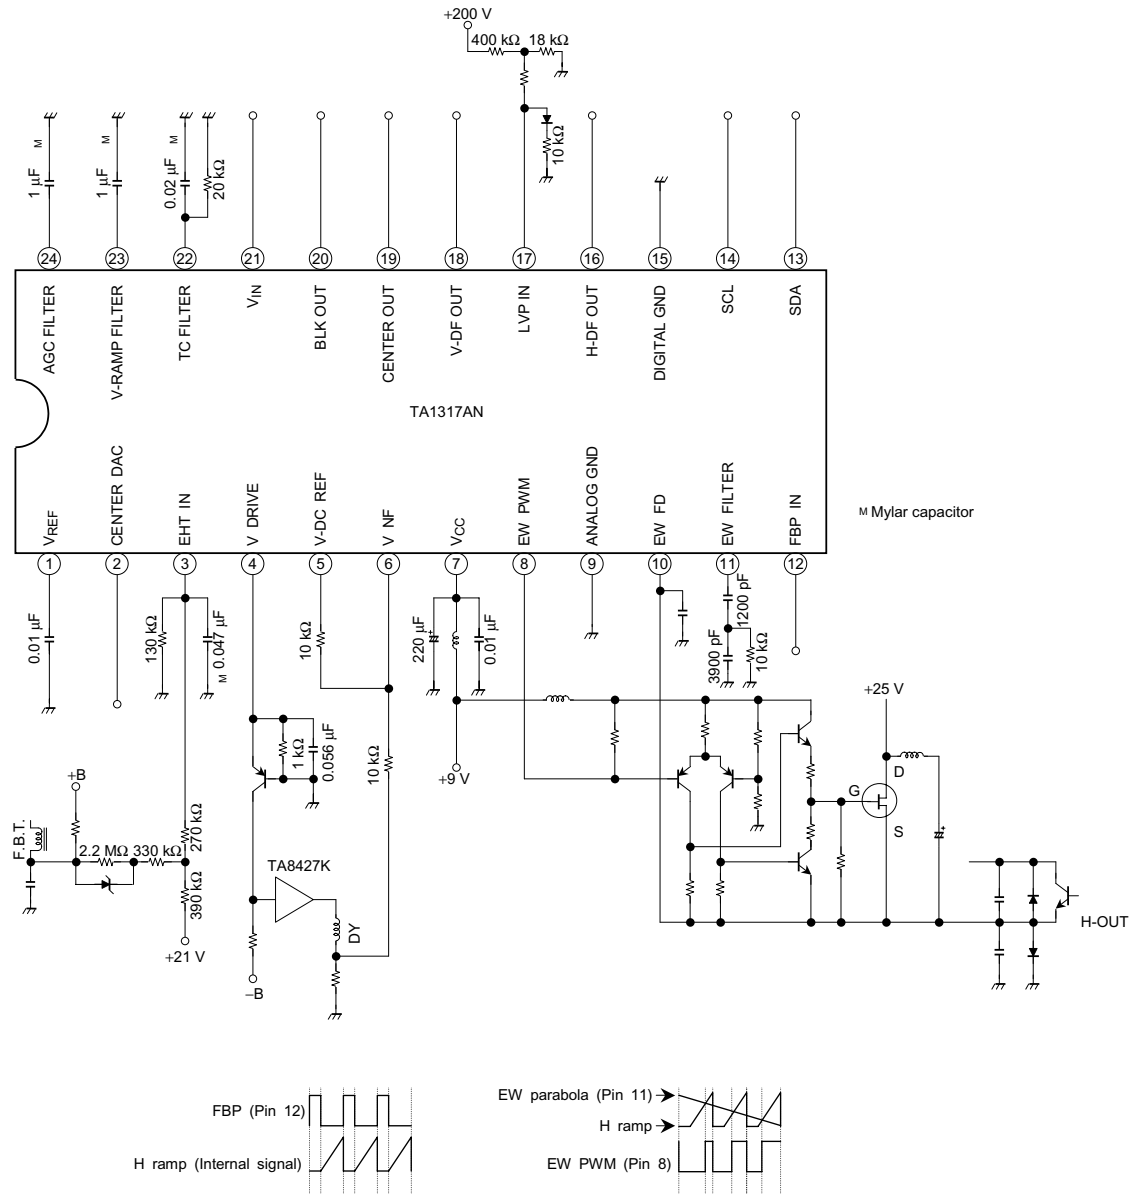 +200 V
400 kΩ
18 kΩ
10 kΩ
M
1 μF
M
1 μF
M
0.02 μF
20 kΩ
24
23
22
21
20
19
18
17
16
15
14
13
AGC FILTER
V-RAMP FILTER
TC FILTER
VIN
BLK OUT
CENTER OUT
V-DF OUT
LVP IN
H-DF OUT
DIGITAL GND
SCL
SDA
TA1317AN
VREF
CENTER DAC
EHT IN
V DRIVE
V-DC REF
V NF
VCC
EW PWM
ANALOG GND
EW FD
EW FILTER
FBP IN
M Mylar capacitor
1
2
3
4
5
6
7
8
9
10
11
12
0.01 μF
130 kΩ
M 0.047 μF
10 kΩ
220 μF
+
0.01 μF
1200 pF
3900 pF
10 kΩ
1 kΩ
0.056 μF
10 kΩ
+9 V
+25 V
D
G
S
+
+B
F.B.T.
2.2 MΩ
330 kΩ
270 kΩ
390 kΩ
+21 V
TA8427K
DY
−B
H-OUT
FBP (Pin 12)
H ramp (Internal signal)
EW parabola (Pin 11)
H ramp
EW PWM (Pin 8)